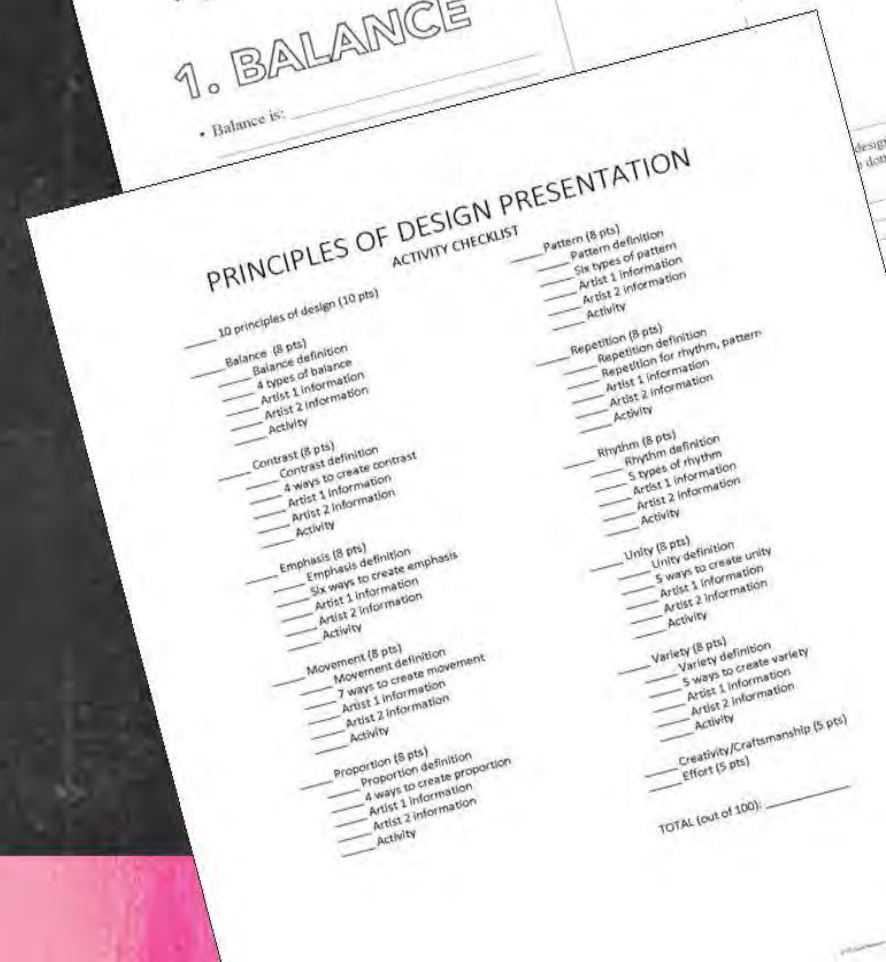 1. BALANCE
• Balance is:
PRINCIPLES OF DESIGN PRESENTATION
ACTIVITY CHECKLIST
10 principles of design (10 pts)
Balance (8 pts)
Balance definition
4 types of balance
Artist 1 information
Artist 2 information
Activity
Contrast (8 pts)
Contrast definition
4 ways to create contrast
Artist 1 information
Artist 2 information
Activity
Emphasis (8 pts)
Emphasis definition
Six ways to create emphasis
Artist 1 information
Artist 2 information
Activity
Movement (8 pts)
Movement definition
7 ways to create movement
Artist 1 information
Artist 2 information
Activity
Proportion (8 pts)
Proportion definition
4 ways to create proportion
Artist 1 information
Artist 2 information
Activity
Pattern (8 pts)
Pattern definition
Six types of pattern
Artist 1 information
Artist 2 information
Activity
Repetition (8 pts)
Repetition definition
Repetition for rhythm, pattern
Artist 1 information
Artist 2 information
Activity
Rhythm (8 pts)
Rhythm definition
5 types of rhythm
Artist 1 information
Artist 2 information
Activity
Unity (8 pts)
Unity definition
5 ways to create unity
Artist 1 information
Artist 2 information
Activity
Variety (8 pts)
Variety definition
5 ways to create variety
Artist 1 information
Artist 2 information
Activity
Creativity/Craftsmanship (5 pts)
Effort (5 pts)
TOTAL (out of 100):